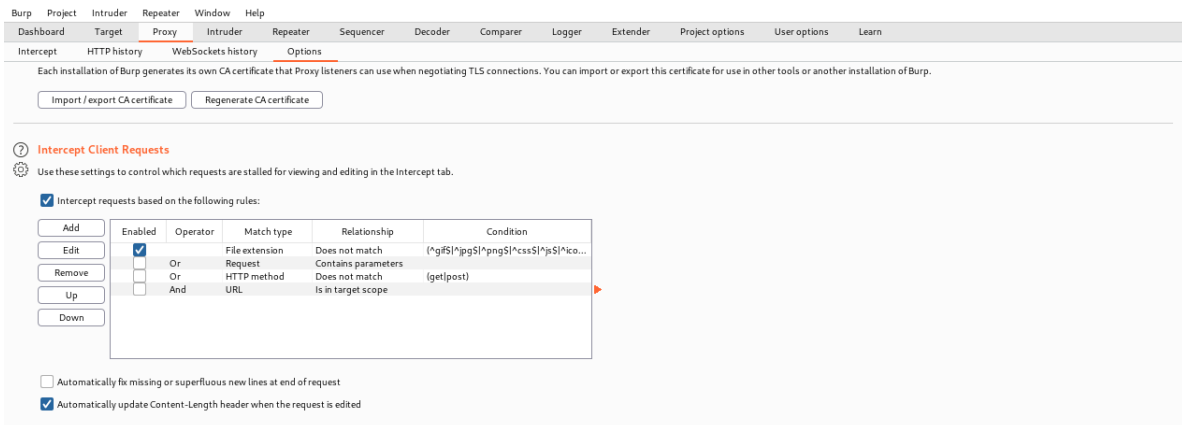 Burp Project Intruder Repeater Window Help
Dashboard Target Proxy Intruder Repeater Sequencer Decoder Comparer Logger Extender Project options User options Learn
Intercept HTTP history WebSockets history Options
Each installation of Burp generates its own CA certificate that Proxy listeners can use when negotiating TLS connections. You can import or export this certificate for use in other tools or another installation of Burp.
Import / export CA certificate Regenerate CA certificate
? Intercept Client Requests
Use these settings to control which requests are stalled for viewing and editing in the Intercept tab.
Intercept requests based on the following rules:
Add Enabled Operator Match type Relationship Condition
Edit File extension Does not match (^gif$|^jpg$|^png$|^css$|^js$|^ico...
Or Request Contains parameters
Remove Or HTTP method Does not match (get|post)
Up And URL Is in target scope
Down
Automatically fix missing or superfluous new lines at end of request
Automatically update Content-Length header when the request is edited